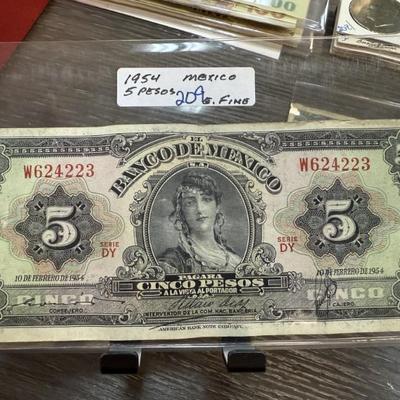 1954 MEXICO
5 PESOS 209 E. FINE
EL
BANCO DE MEXICO
W624223 W624223
5 5
SERIE DY SERIE DY
10 DE FEBRERO DE 1954 10 DE FEBRERO DE 1954
PAGARA
CINCO CINCO PESOS CINCO
A LA VISTA AL PORTADOR
CONSEJERO CAJERO
INTERVENTOR DE LA COM. NAC. BANCARIA
AMERICAN BANK NOTE COMPANY.